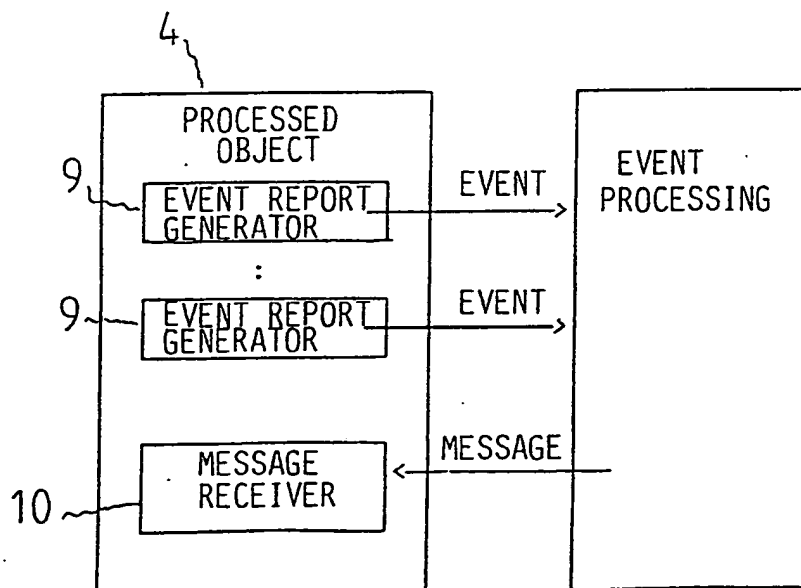 4
PROCESSED
OBJECT
9
EVENT REPORT
GENERATOR
EVENT
EVENT
PROCESSING
:
9
EVENT REPORT
GENERATOR
EVENT
MESSAGE
RECEIVER
MESSAGE
10